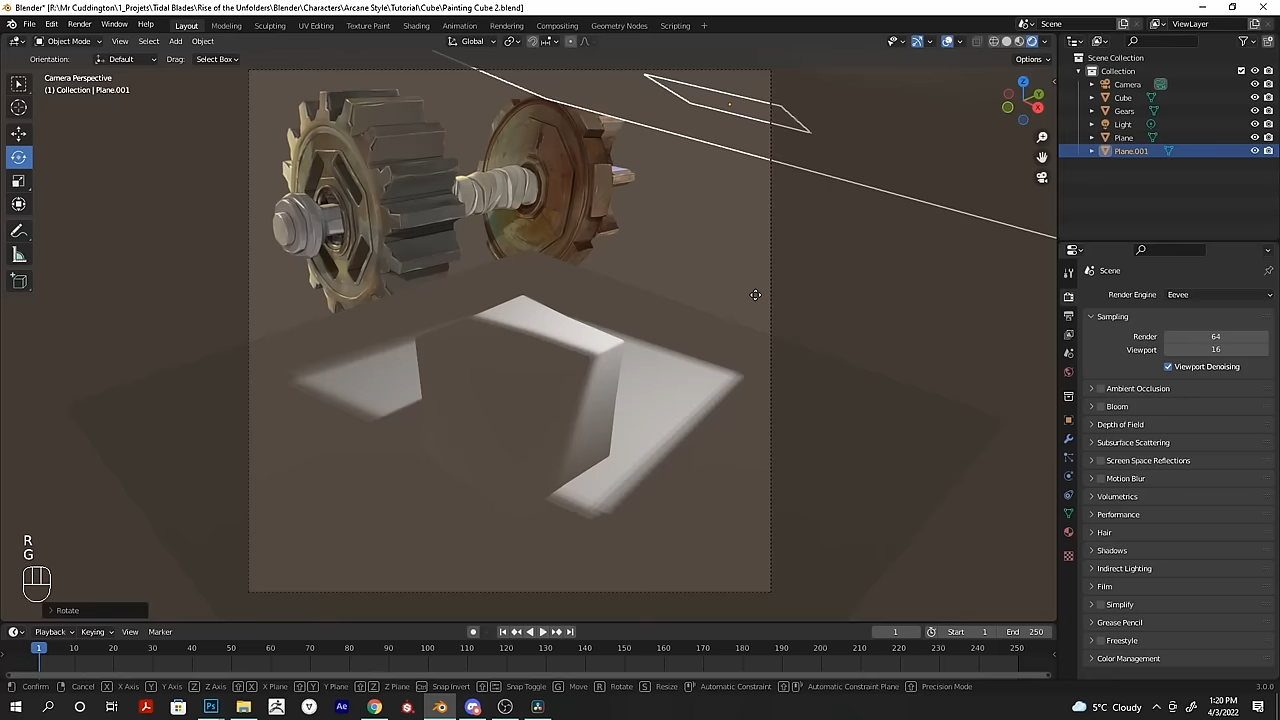 Blender* [R:\Mr Cuddington\1_Projets\Tidal Blades\Rise of the Unfolders\Blender\Characters\Arcane Style\Tutorial\Cube\Painting Cube 2.blend]
File Edit Render Window Help Layout Modeling Sculpting UV Editing Texture Paint Shading Animation Rendering Compositing Geometry Nodes Scripting + Scene ViewLayer
Object Mode View Select Add Object Global
Orientation: Default Drag: Select Box Options
Camera Perspective
(1) Collection | Plane.001
X
Y
Z
Scene Collection
Collection
Camera
Cube
Gears
Light
Plane
Plane.001
Scene
Render Engine Eevee
Sampling
Render 64
Viewport 16
Viewport Denoising
Ambient Occlusion
Bloom
Depth of Field
Subsurface Scattering
Screen Space Reflections
Motion Blur
Volumetrics
Performance
Hair
Shadows
Indirect Lighting
Film
Simplify
Grease Pencil
Freestyle
Color Management
R
G
Rotate
Playback Keying View Marker 1 Start 1 End 250
1 10 20 30 40 50 60 70 80 90 100 110 120 130 140 150 160 170 180 190 200 210 220 230 240 250
Confirm Cancel X X Axis Y Y Axis Z Z Axis X X Plane Y Y Plane Z Z Plane Snap Invert Snap Toggle G Move R Rotate S Resize Automatic Constraint Automatic Constraint Plane Precision Mode 3.0.0
Ps Ae 5°C Cloudy 1:20 PM
4/3/2022